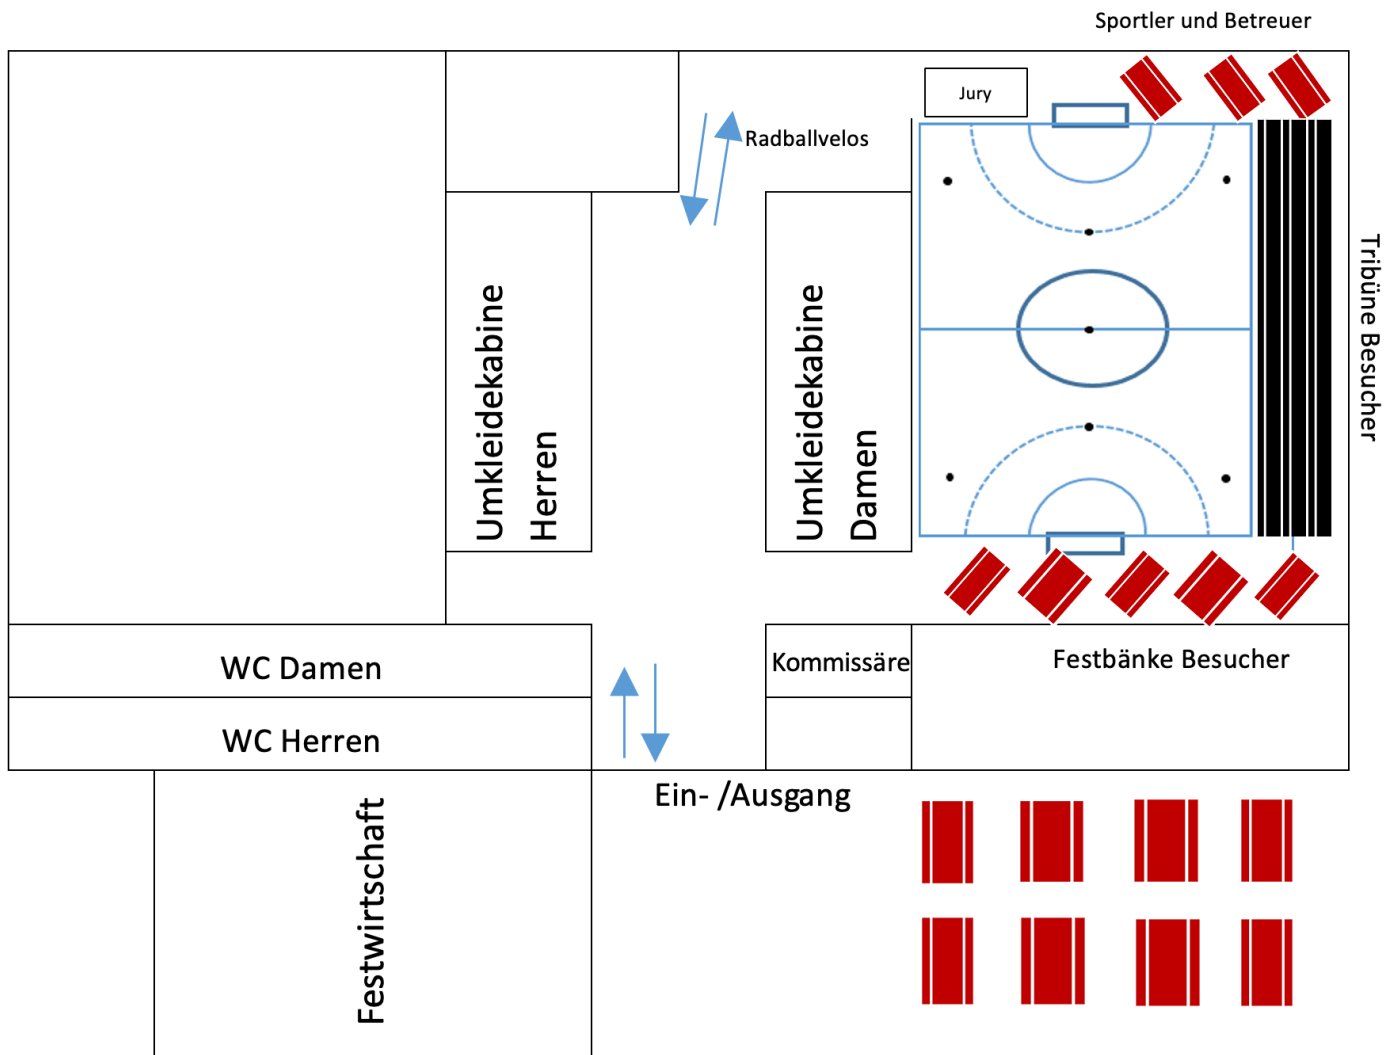 Sportler und Betreuer
Jury
Radballvelos
Tribüne Besucher
Umkleidekabine
Herren
Umkleidekabine
Damen
WC Damen
Kommissäre
Festbänke Besucher
WC Herren
Ein- /Ausgang
Festwirtschaft